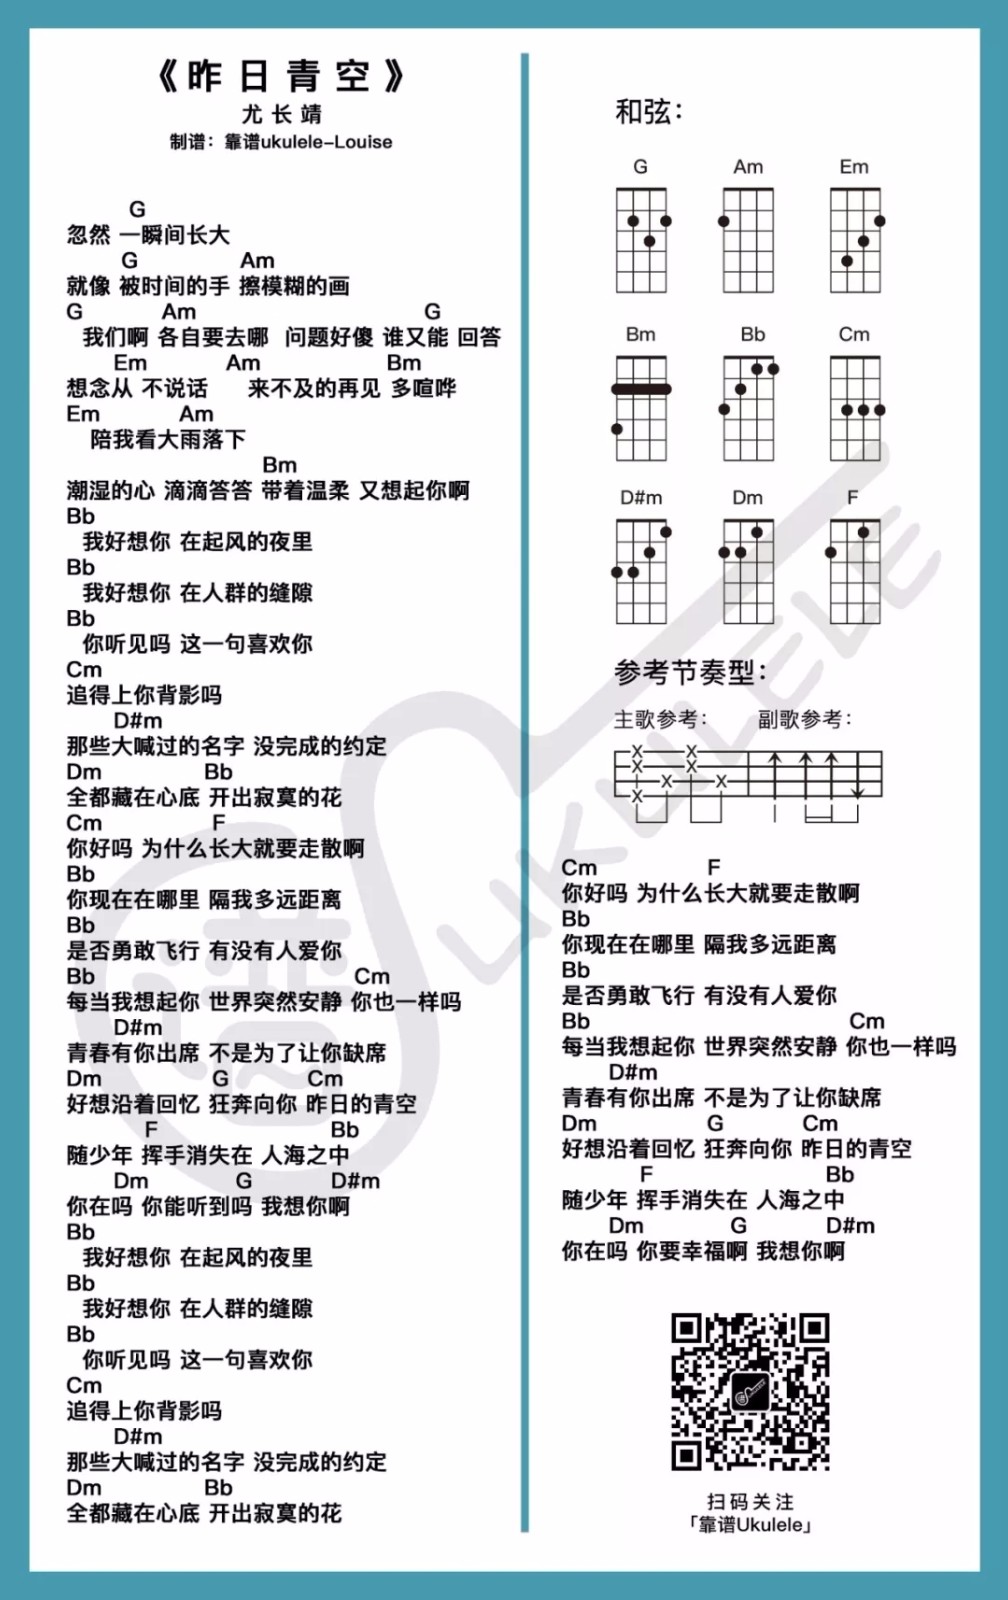 《昨日青空》
尤长靖
制谱：靠谱ukulele-Louise
G
忽然 一瞬间长大
G Am
就像 被时间的手 擦模糊的画
G Am G
我们啊 各自要去哪 问题好傻 谁又能 回答
Em Am Bm
想念从 不说话 来不及的再见 多喧哗
Em Am
陪我看大雨落下
Bm
潮湿的心 滴滴答答 带着温柔 又想起你啊
Bb
我好想你 在起风的夜里
Bb
我好想你 在人群的缝隙
Bb
你听见吗 这一句喜欢你
Cm
追得上你背影吗
D#m
那些大喊过的名字 没完成的约定
Dm Bb
全都藏在心底 开出寂寞的花
Cm F
你好吗 为什么长大就要走散啊
Bb
你现在在哪里 隔我多远距离
Bb
是否勇敢飞行 有没有人爱你
Bb Cm
每当我想起你 世界突然安静 你也一样吗
D#m
青春有你出席 不是为了让你缺席
Dm G Cm
好想沿着回忆 狂奔向你 昨日的青空
F Bb
随少年 挥手消失在 人海之中
Dm G D#m
你在吗 你能听到吗 我想你啊
Bb
我好想你 在起风的夜里
Bb
我好想你 在人群的缝隙
Bb
你听见吗 这一句喜欢你
Cm
追得上你背影吗
D#m
那些大喊过的名字 没完成的约定
Dm Bb
全都藏在心底 开出寂寞的花
和弦：
G Am Em
Bm Bb Cm
D#m Dm F
参考节奏型：
主歌参考： 副歌参考：
Cm F
你好吗 为什么长大就要走散啊
Bb
你现在在哪里 隔我多远距离
Bb
是否勇敢飞行 有没有人爱你
Bb Cm
每当我想起你 世界突然安静 你也一样吗
D#m
青春有你出席 不是为了让你缺席
Dm G Cm
好想沿着回忆 狂奔向你 昨日的青空
F Bb
随少年 挥手消失在 人海之中
Dm G D#m
你在吗 你要幸福啊 我想你啊
扫码关注
「靠谱Ukulele」
谱 UKULELE